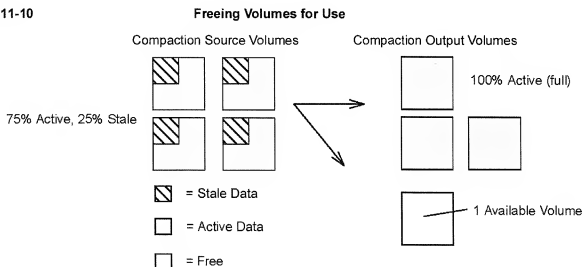 11-10 Freeing Volumes for Use
Compaction Source Volumes Compaction Output Volumes
100% Active (full)
75% Active, 25% Stale
= Stale Data
1 Available Volume
= Active Data
= Free